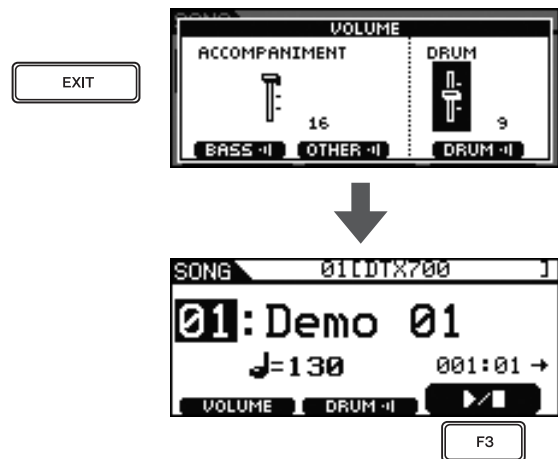 SONG
VOLUME
ACCOMPANIMENT DRUM
EXIT
16 9
BASS OTHER DRUM
SONG 01[DTX700 ]
01:Demo 01
=130 001:01
VOLUME DRUM
F3